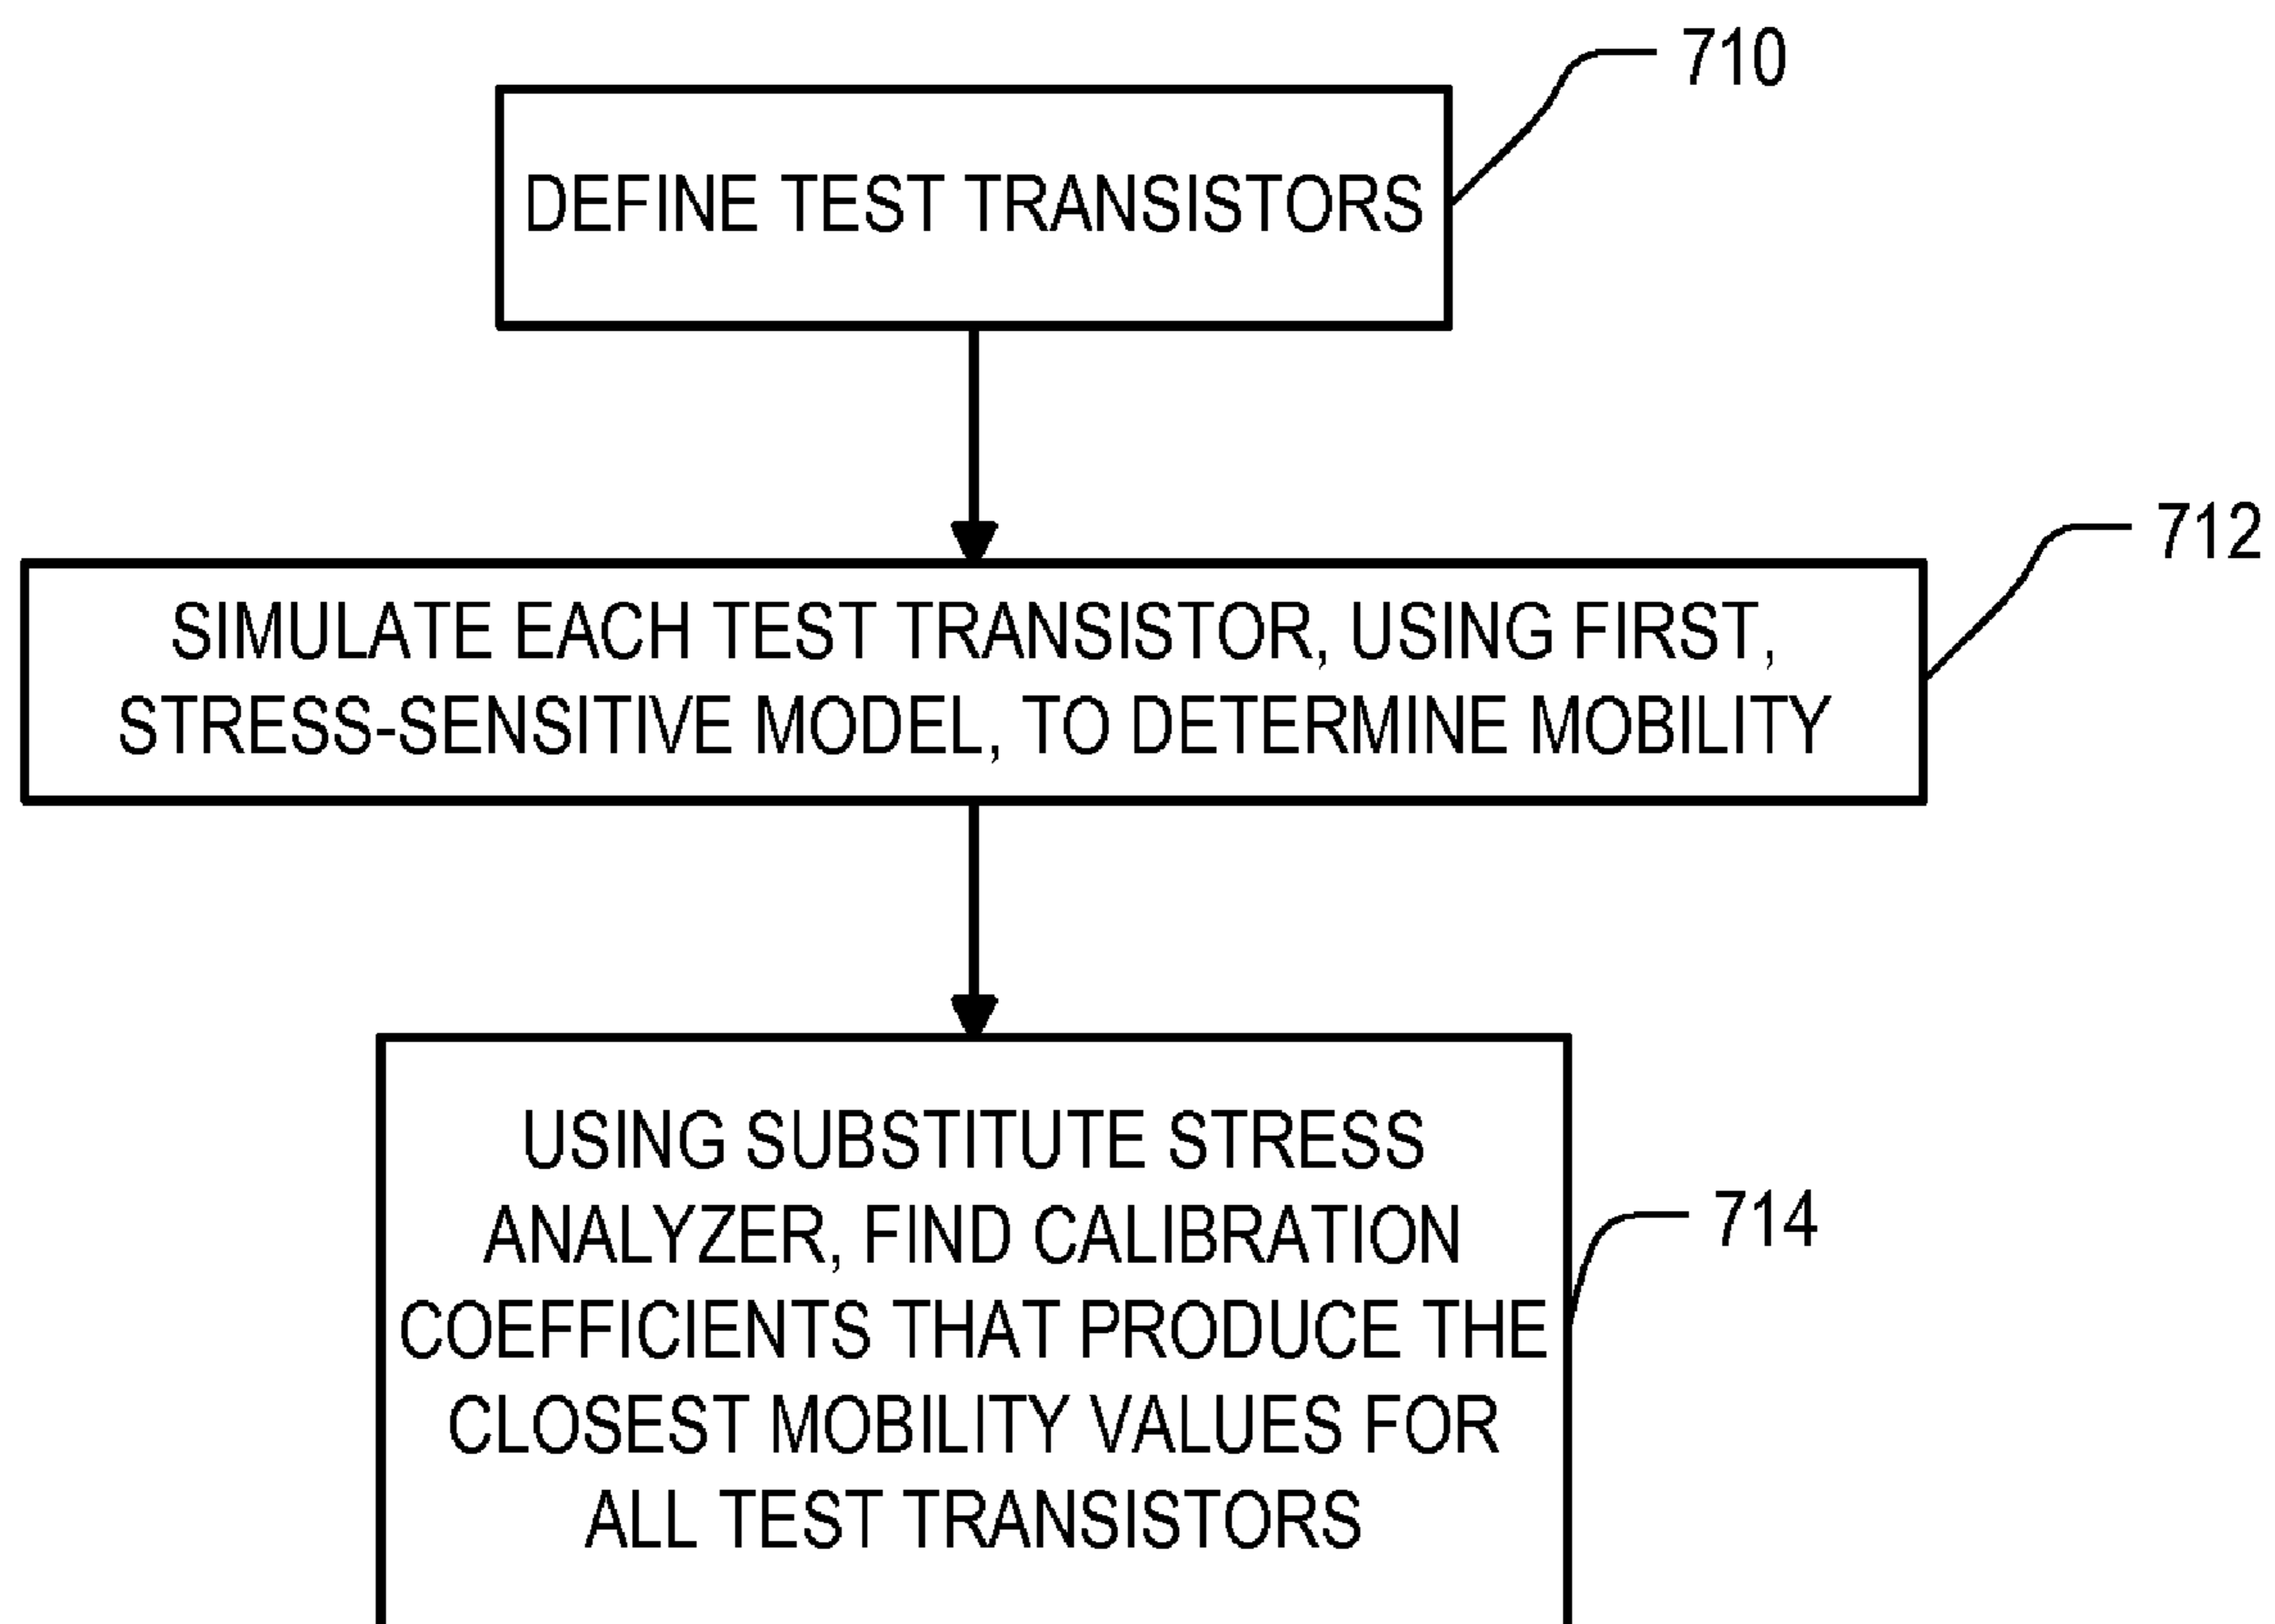 710
DEFINE TEST TRANSISTORS
712
SIMULATE EACH TEST TRANSISTOR, USING FIRST,
STRESS-SENSITIVE MODEL, TO DETERMINE MOBILITY
USING SUBSTITUTE STRESS
ANALYZER, FIND CALIBRATION
714
COEFFICIENTS THAT PRODUCE THE
CLOSEST MOBILITY VALUES FOR
ALL TEST TRANSISTORS